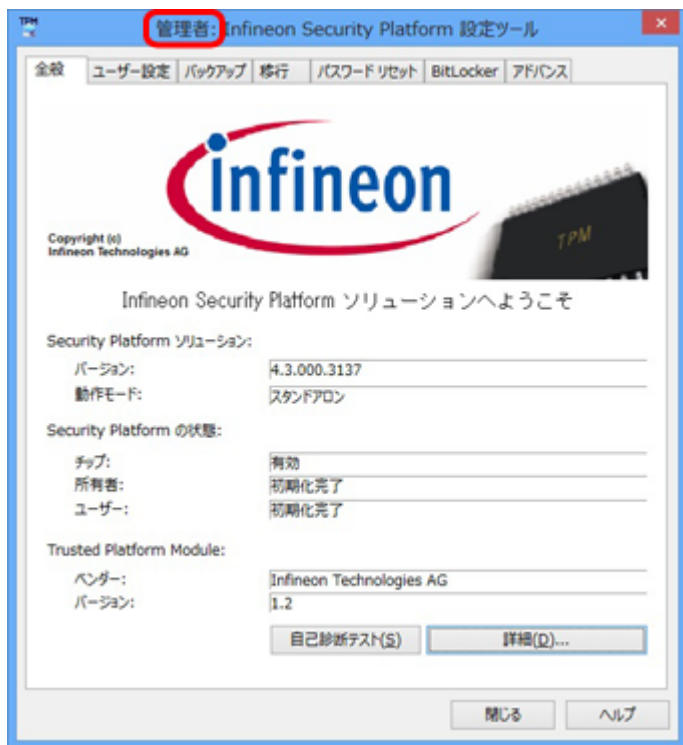 TPM
管理者: Infineon Security Platform 設定ツール
全般 ユーザー設定 バックアップ 移行 パスワード リセット BitLocker アドバンス
infineon
TPM
Copyright (c)
Infineon Technologies AG
Infineon Security Platform ソリューションへようこそ
Security Platform ソリューション:
バージョン: 4.3.000.3137
動作モード: スタンドアロン
Security Platform の状態:
チップ: 有効
所有者: 初期化完了
ユーザー: 初期化完了
Trusted Platform Module:
ベンダー: Infineon Technologies AG
バージョン: 1.2
自己診断テスト(S) 詳細(D)...
閉じる ヘルプ